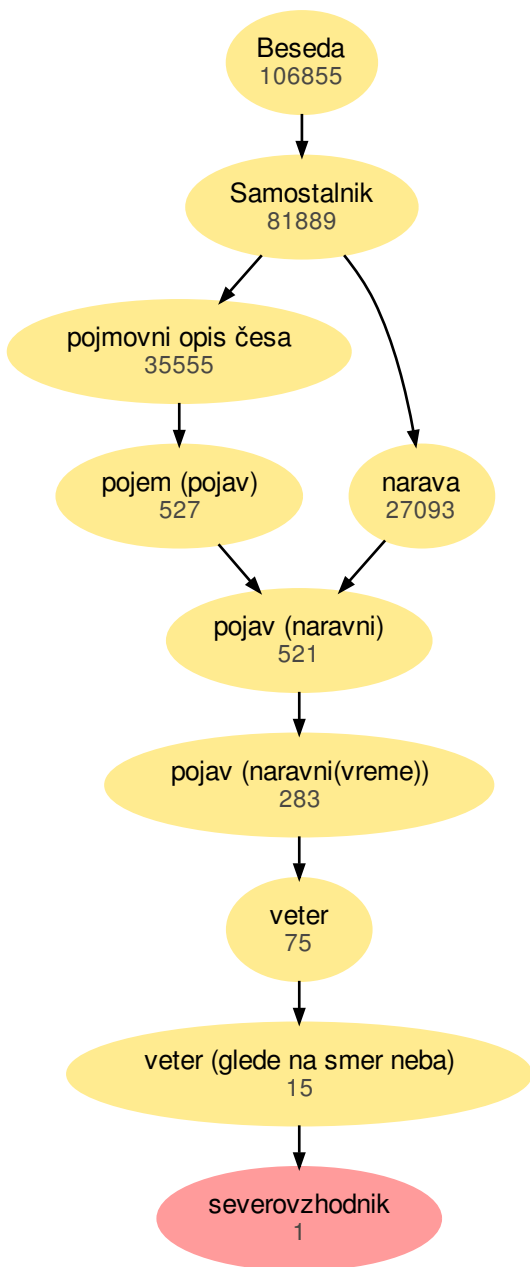 Beseda
106855
Samostalnik
81889
pojmovni opis česa
35555
pojem (pojav)
527
narava
27093
pojav (naravni)
521
pojav (naravni(vreme))
283
veter
75
veter (glede na smer neba)
15
severovzhodnik
1